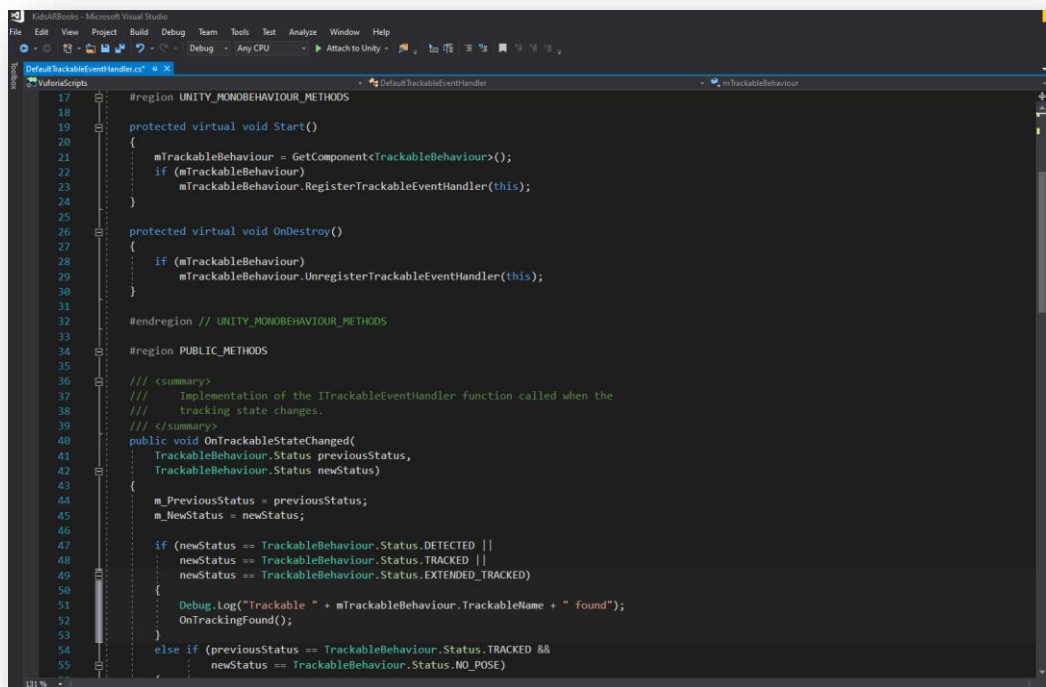 KidsARBooks - Microsoft Visual Studio
File Edit View Project Build Debug Team Tools Test Analyze Window Help
Debug Any CPU Attach to Unity
Toolbox
DefaultTrackableEventHandler.cs*
VuforiaScripts DefaultTrackableEventHandler mTrackableBehaviour
17 #region UNITY_MONOBEHAVIOUR_METHODS
18
19 protected virtual void Start()
20 {
21 mTrackableBehaviour = GetComponent<TrackableBehaviour>();
22 if (mTrackableBehaviour)
23 mTrackableBehaviour.RegisterTrackableEventHandler(this);
24 }
25
26 protected virtual void OnDestroy()
27 {
28 if (mTrackableBehaviour)
29 mTrackableBehaviour.UnregisterTrackableEventHandler(this);
30 }
31
32 #endregion // UNITY_MONOBEHAVIOUR_METHODS
33
34 #region PUBLIC_METHODS
35
36 /// <summary>
37 /// Implementation of the ITrackableEventHandler function called when the
38 /// tracking state changes.
39 /// </summary>
40 public void OnTrackableStateChanged(
41 TrackableBehaviour.Status previousStatus,
42 TrackableBehaviour.Status newStatus)
43 {
44 m_PreviousStatus = previousStatus;
45 m_NewStatus = newStatus;
46
47 if (newStatus == TrackableBehaviour.Status.DETECTED ||
48 newStatus == TrackableBehaviour.Status.TRACKED ||
49 newStatus == TrackableBehaviour.Status.EXTENDED_TRACKED)
50 {
51 Debug.Log("Trackable " + mTrackableBehaviour.TrackableName + " found");
52 OnTrackingFound();
53 }
54 else if (previousStatus == TrackableBehaviour.Status.TRACKED &&
55 newStatus == TrackableBehaviour.Status.NO_POSE)
131 %